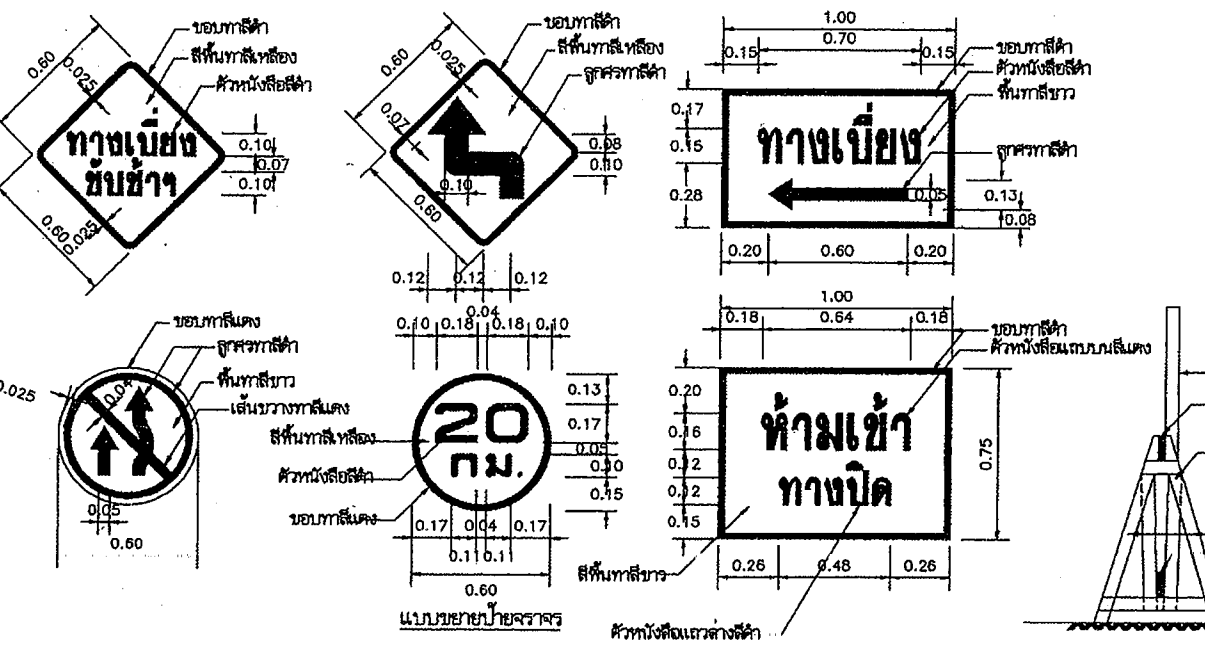 ขอบทาสีดำ
สีพื้นทาสีเหลือง
ตัวหนังสือสีดำ
0.60
0.025
ทางเบี่ยง
ขับช้าๆ
0.10
0.07
0.10
0.60
0.025
ขอบทาสีดำ
สีพื้นทาสีเหลือง
ลูกศรทาสีดำ
0.60
0.025
0.07
0.08
0.10
0.10
0.60
0.12
0.12
0.12
1.00
0.15
0.70
0.15
ขอบทาสีดำ
ตัวหนังสือสีดำ
พื้นทาสีขาว
ลูกศรทาสีดำ
0.17
0.15
0.28
ทางเบี่ยง
0.05
0.13
0.08
0.20
0.60
0.20
ขอบทาสีแดง
ลูกศรทาสีดำ
พื้นทาสีขาว
เส้นขวางทาสีแดง
0.025
0.04
0.05
0.60
0.04
0.10
0.18
0.18
0.10
20
กม.
สีพื้นทาสีเหลือง
ตัวหนังสือสีดำ
ขอบทาสีแดง
0.13
0.17
0.05
0.10
0.15
0.17
0.04
0.17
0.11
0.11
0.60
แบบขยายป้ายจราจร
1.00
0.18
0.64
0.18
ขอบทาสีดำ
ตัวหนังสือแถบบนสีแดง
0.20
0.16
0.12
0.12
0.15
ห้ามเข้า
ทางปิด
0.75
0.26
0.48
0.26
สีพื้นทาสีขาว
ตัวหนังสือแถวล่างสีดำ